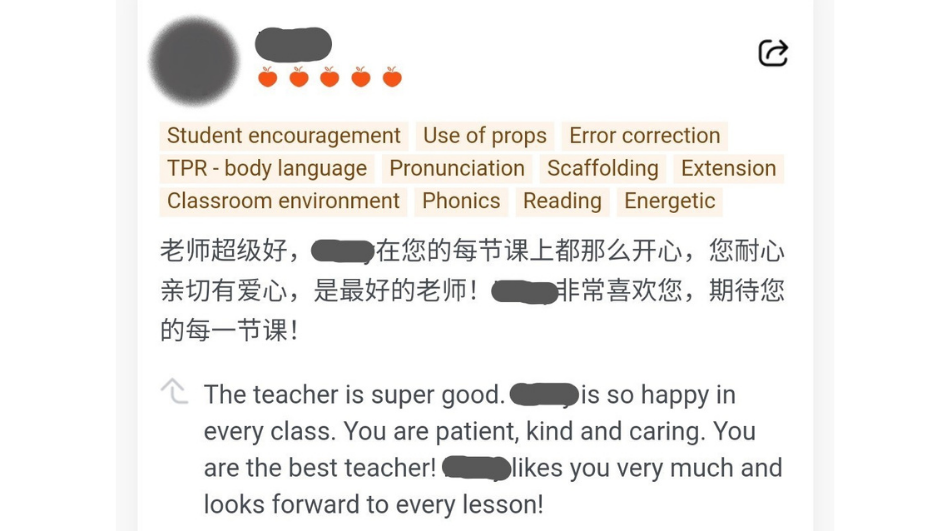 Student encouragement Use of props Error correction
TPR - body language Pronunciation Scaffolding Extension
Classroom environment Phonics Reading Energetic
老师超级好，在您的每节课上都那么开心，您耐心
亲切有爱心，是最好的老师！非常喜欢您，期待您
的每一节课！
The teacher is super good. is so happy in
every class. You are patient, kind and caring. You
are the best teacher! likes you very much and
looks forward to every lesson!